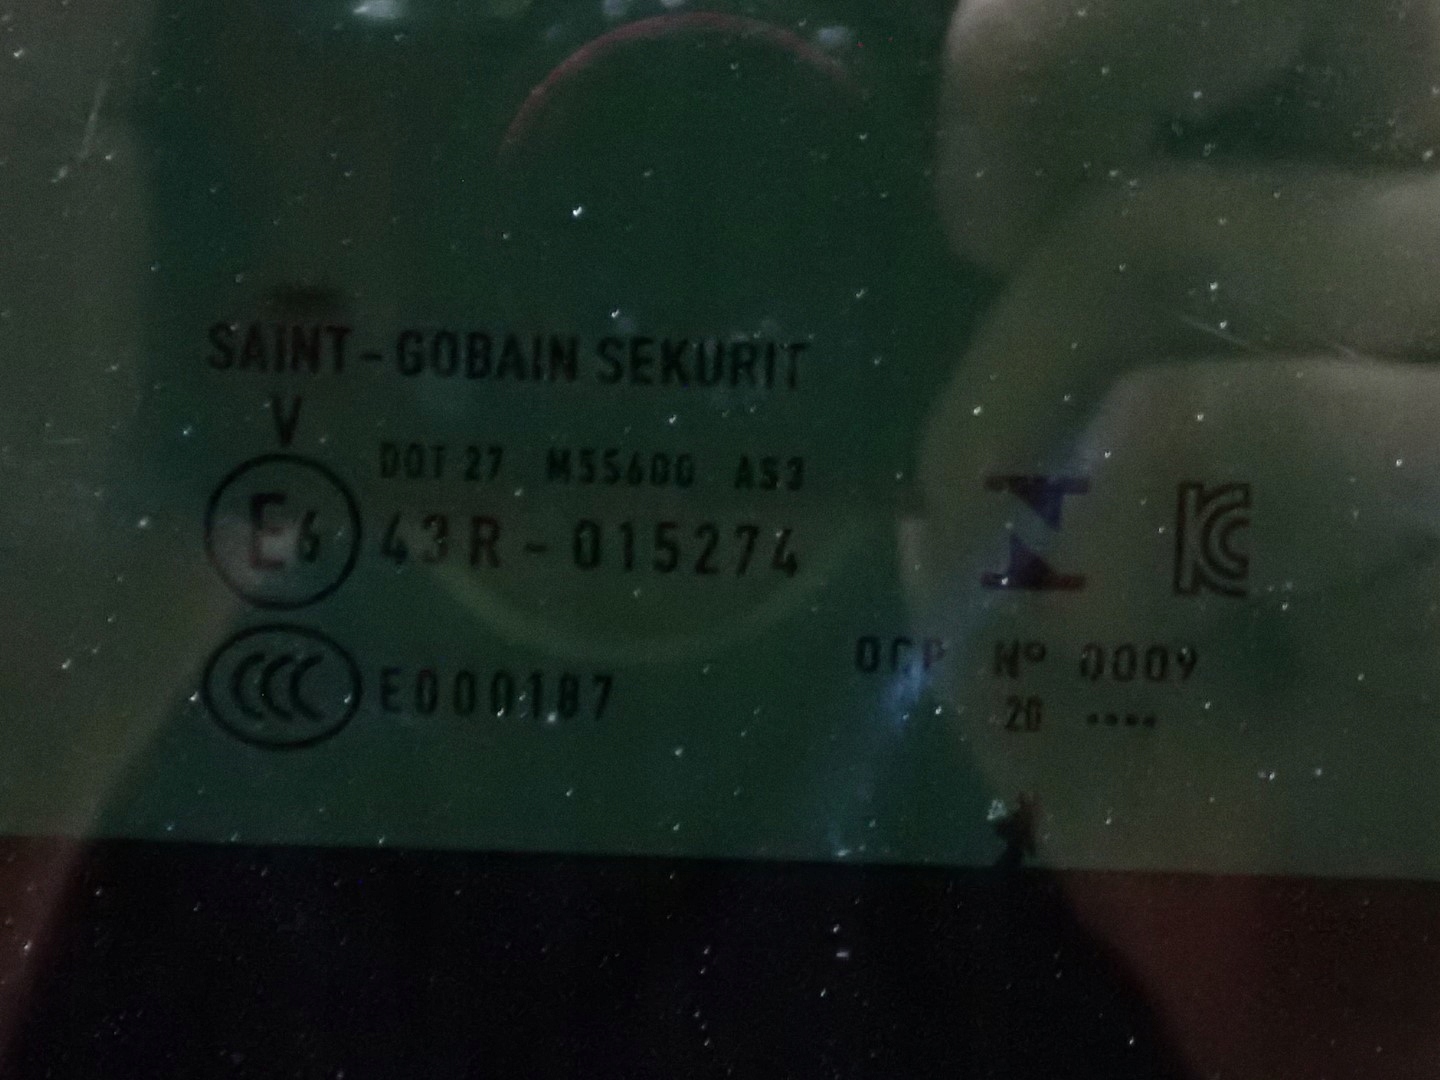 SAINT-GOBAIN SEKURIT
V
DOT 27 M55600 AS3
E6 43R-015274
CCC E000187
OCP Nº 0009
20 ....